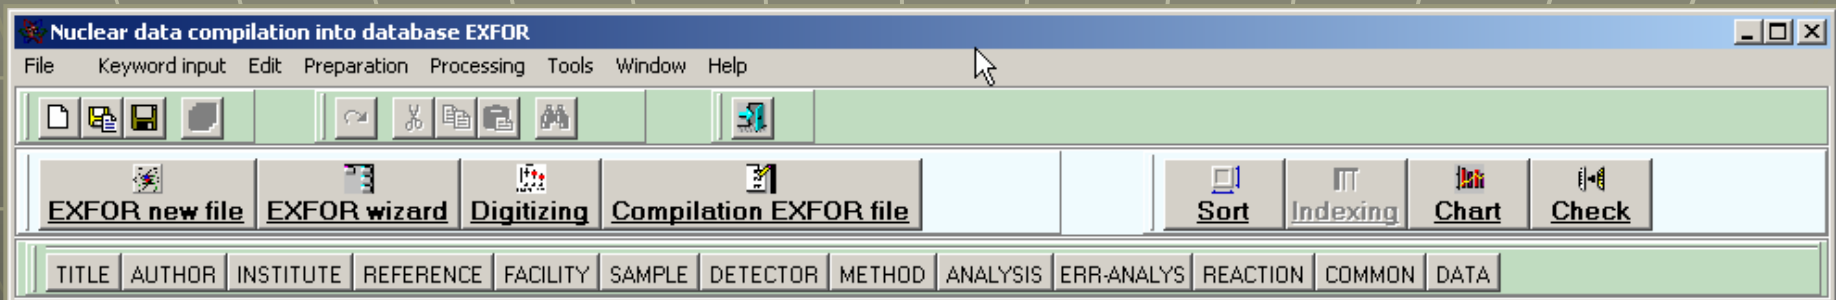 Nuclear data compilation into database EXFOR
File Keyword input Edit Preparation Processing Tools Window Help
EXFOR new file EXFOR wizard Digitizing Compilation EXFOR file Sort Indexing Chart Check
TITLE AUTHOR INSTITUTE REFERENCE FACILITY SAMPLE DETECTOR METHOD ANALYSIS ERR-ANALYS REACTION COMMON DATA